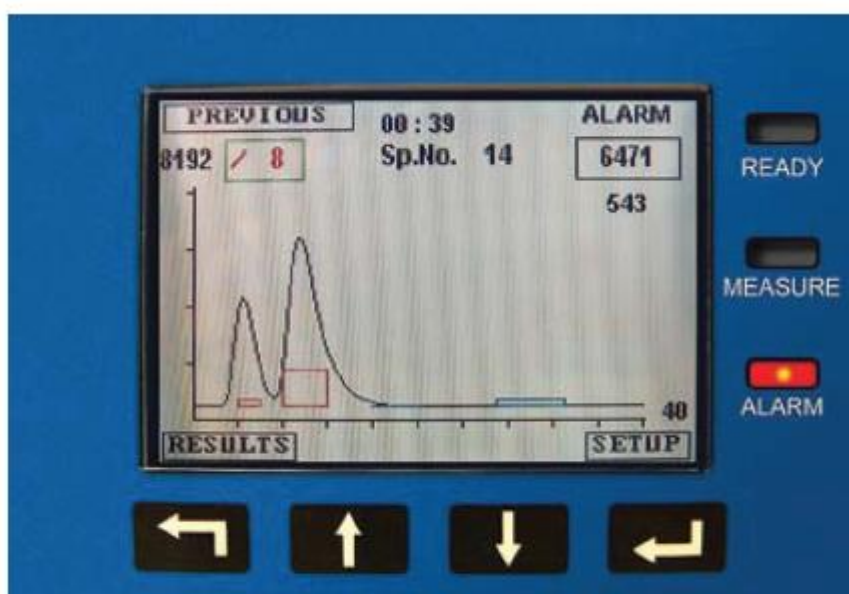 PREVIOUS 00 : 39 ALARM
8192 / 8 Sp.No. 14 6471
543
READY
MEASURE
ALARM
40
RESULTS SETUP